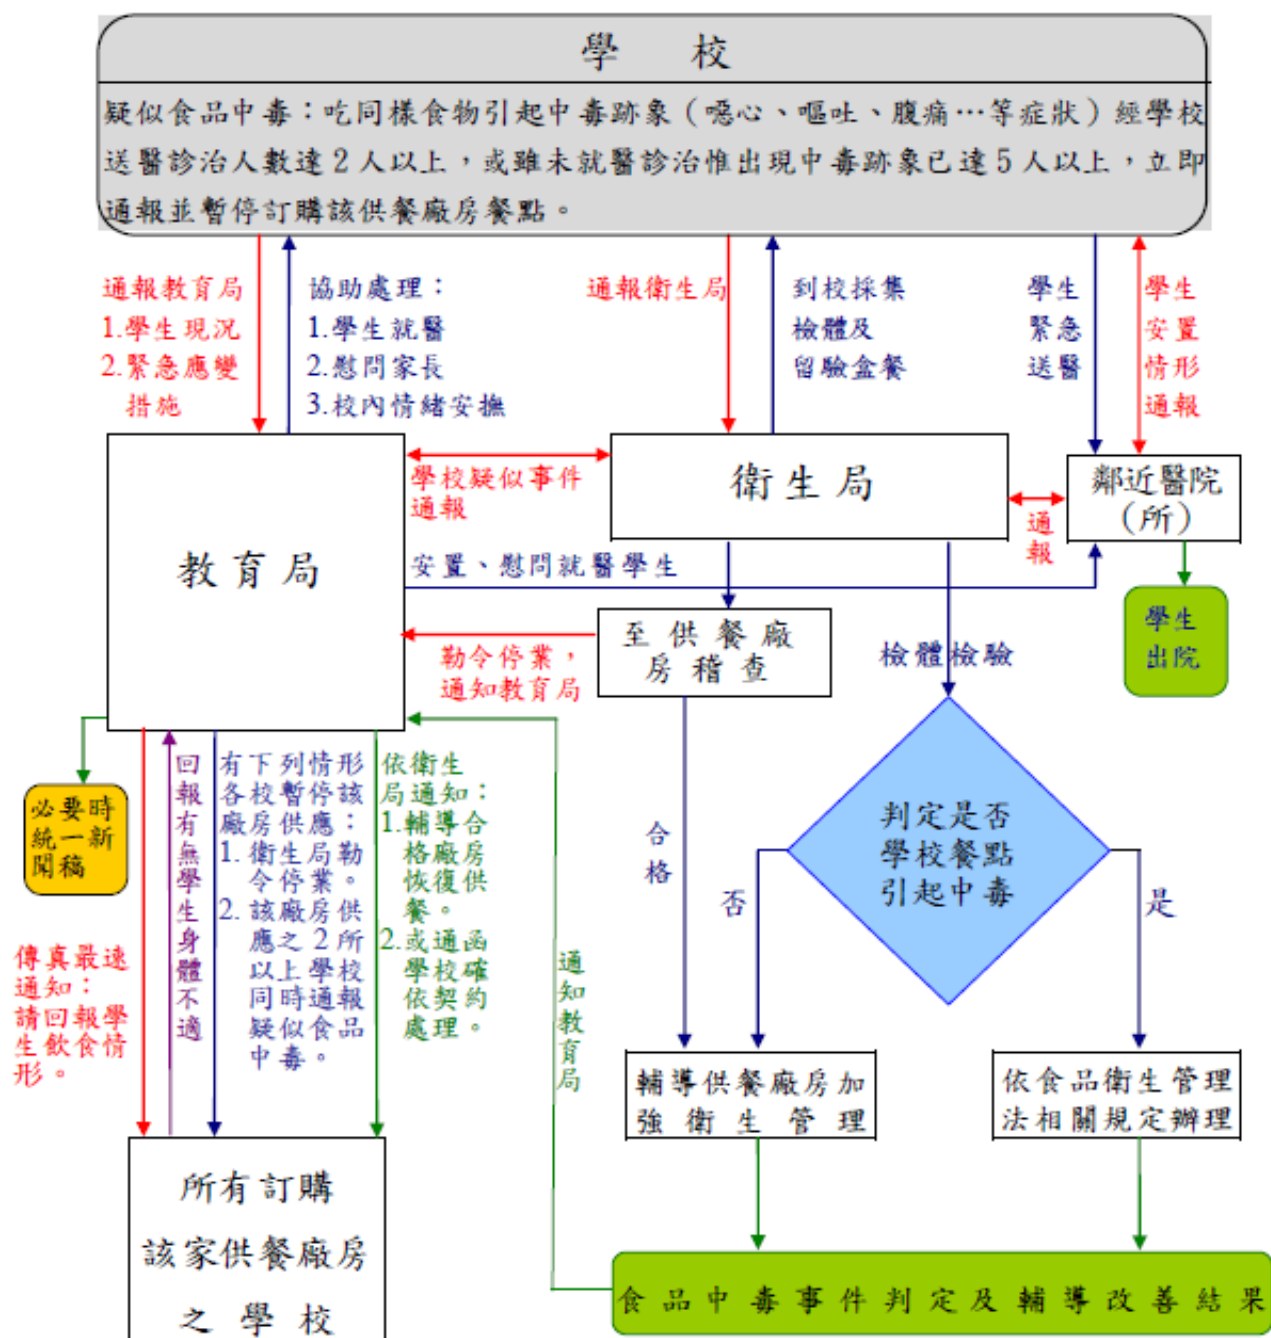 學 校
疑似食品中毒：吃同樣食物引起中毒跡象（噁心、嘔吐、腹痛…等症狀）經學校
送醫診治人數達2人以上，或雖未就醫診治惟出現中毒跡象已達5人以上，立即
通報並暫停訂購該供餐廠房餐點。
通報教育局
1.學生現況
2.緊急應變
措施
協助處理：
1.學生就醫
2.慰問家長
3.校內情緒安撫
通報衛生局
到校採集
檢體及
留驗盒餐
學生
緊急
送醫
學生
安置
情形
通報
教育局
學校疑似事件
通報
衛生局
通
報
鄰近醫院
（所）
安置、慰問就醫學生
學生
出院
至供餐廠
房稽查
勒令停業，
通知教育局
檢體檢驗
必要時
統一新
聞稿
回
報
有
無
學
生
身
體
不
適
有下列情形
各校暫停該
廠房供應：
1. 衛生局勒
令停業。
2. 該廠房供
應之2所
以上學校
同時通報
疑似食品
中毒。
依衛生
局通知：
1.輔導合
格廠房
恢復供
餐。
2.或通函
學校確
依契約
處理。
合
格
判定是否
學校餐點
引起中毒
否
是
傳真最速
通知：
請回報學
生飲食情
形。
通
知
教
育
局
輔導供餐廠房加
強衛生管理
依食品衛生管理
法相關規定辦理
所有訂購
該家供餐廠房
之學校
食品中毒事件判定及輔導改善結果